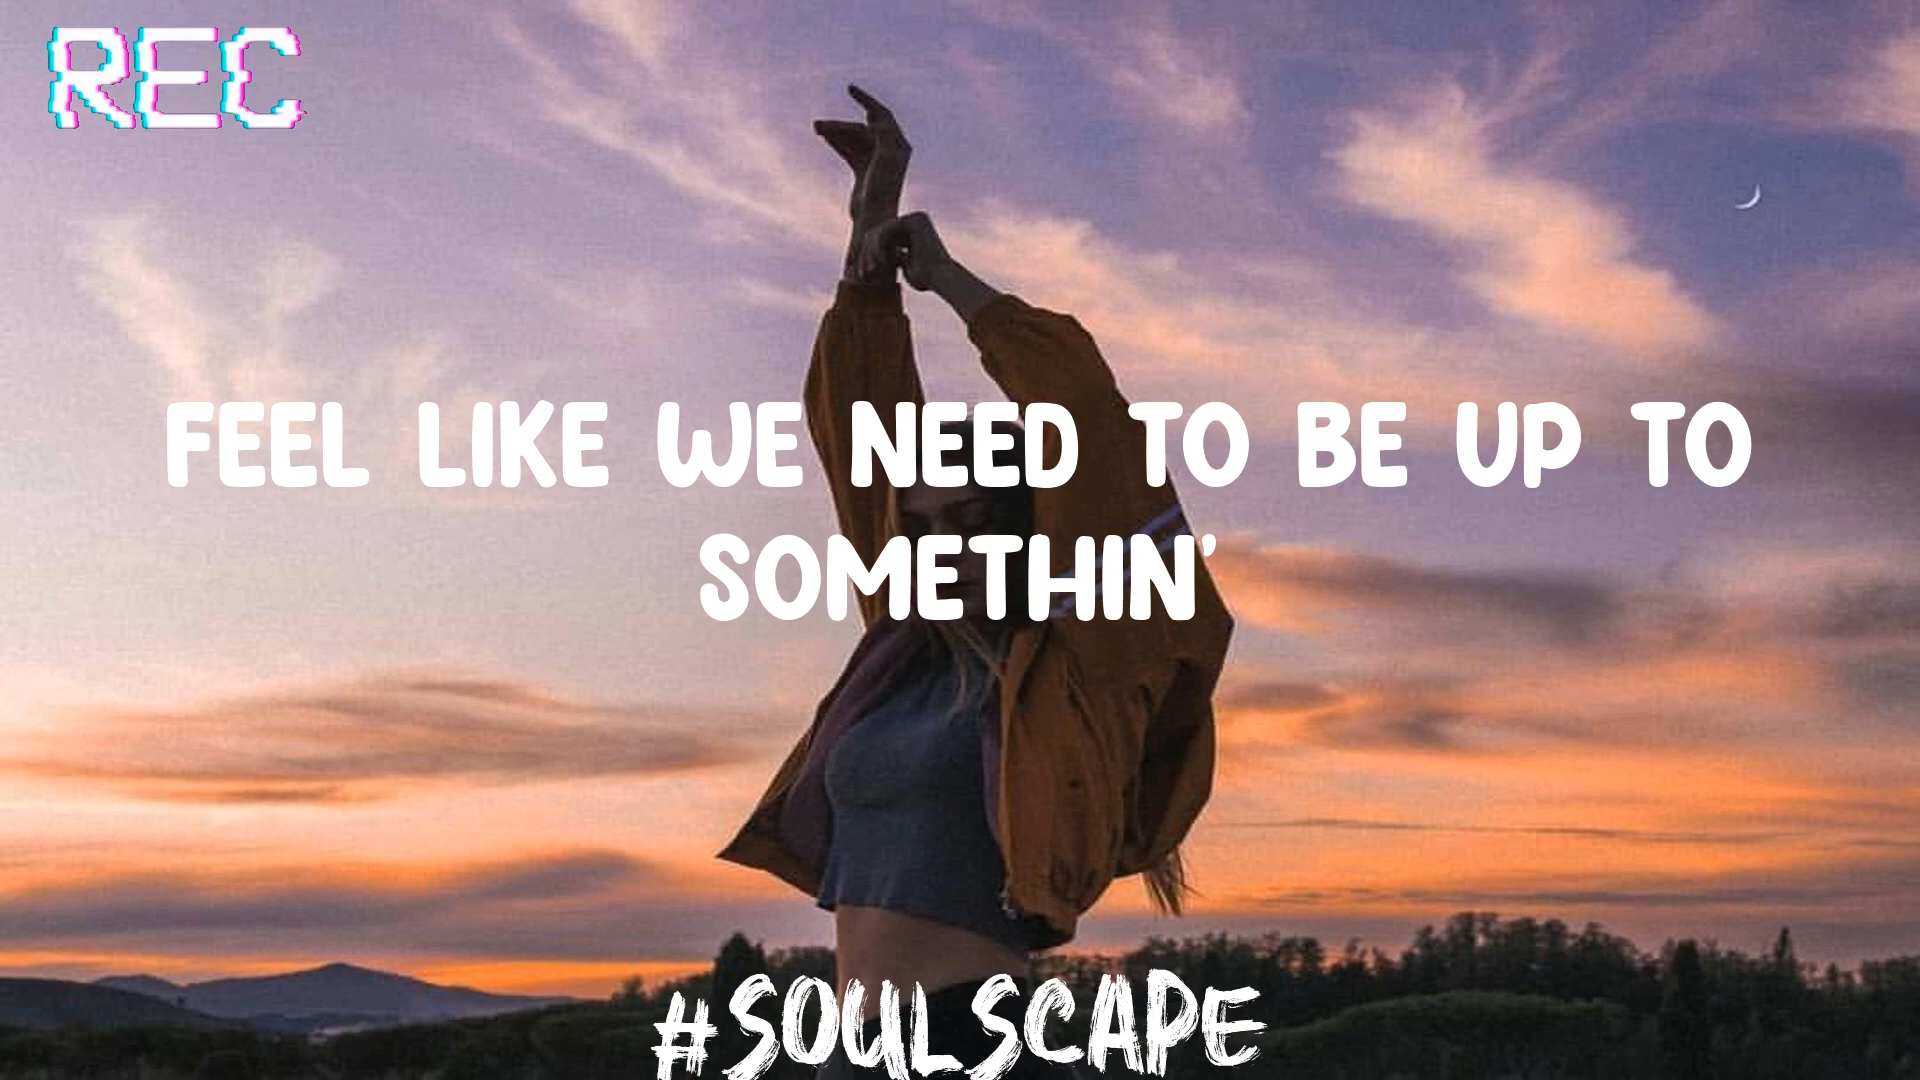 REC
FEEL LIKE WE NEED TO BE UP TO
SOMETHIN'
#SOULSCAPE